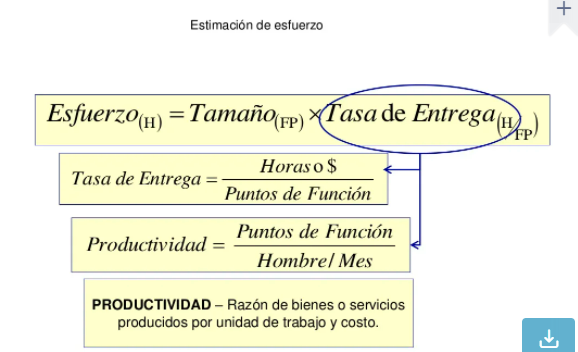 Estimación de esfuerzo
Esfuerzo(H) = Tamaño(FP) × Tasa de Entrega(H/FP)
Tasa de Entrega = Horas o $ / Puntos de Función
Productividad = Puntos de Función / Hombre / Mes
PRODUCTIVIDAD – Razón de bienes o servicios
producidos por unidad de trabajo y costo.